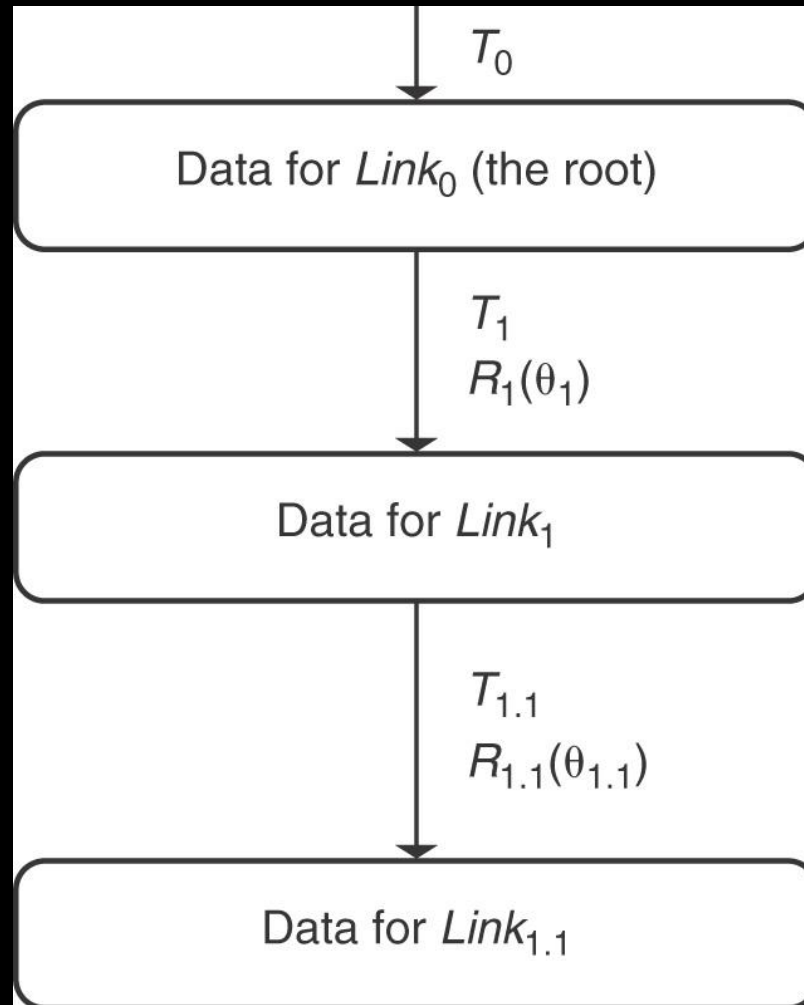 T₀
Data for Link₀ (the root)
T₁
R₁(θ₁)
Data for Link₁
T₁.₁
R₁.₁(θ₁.₁)
Data for Link₁.₁